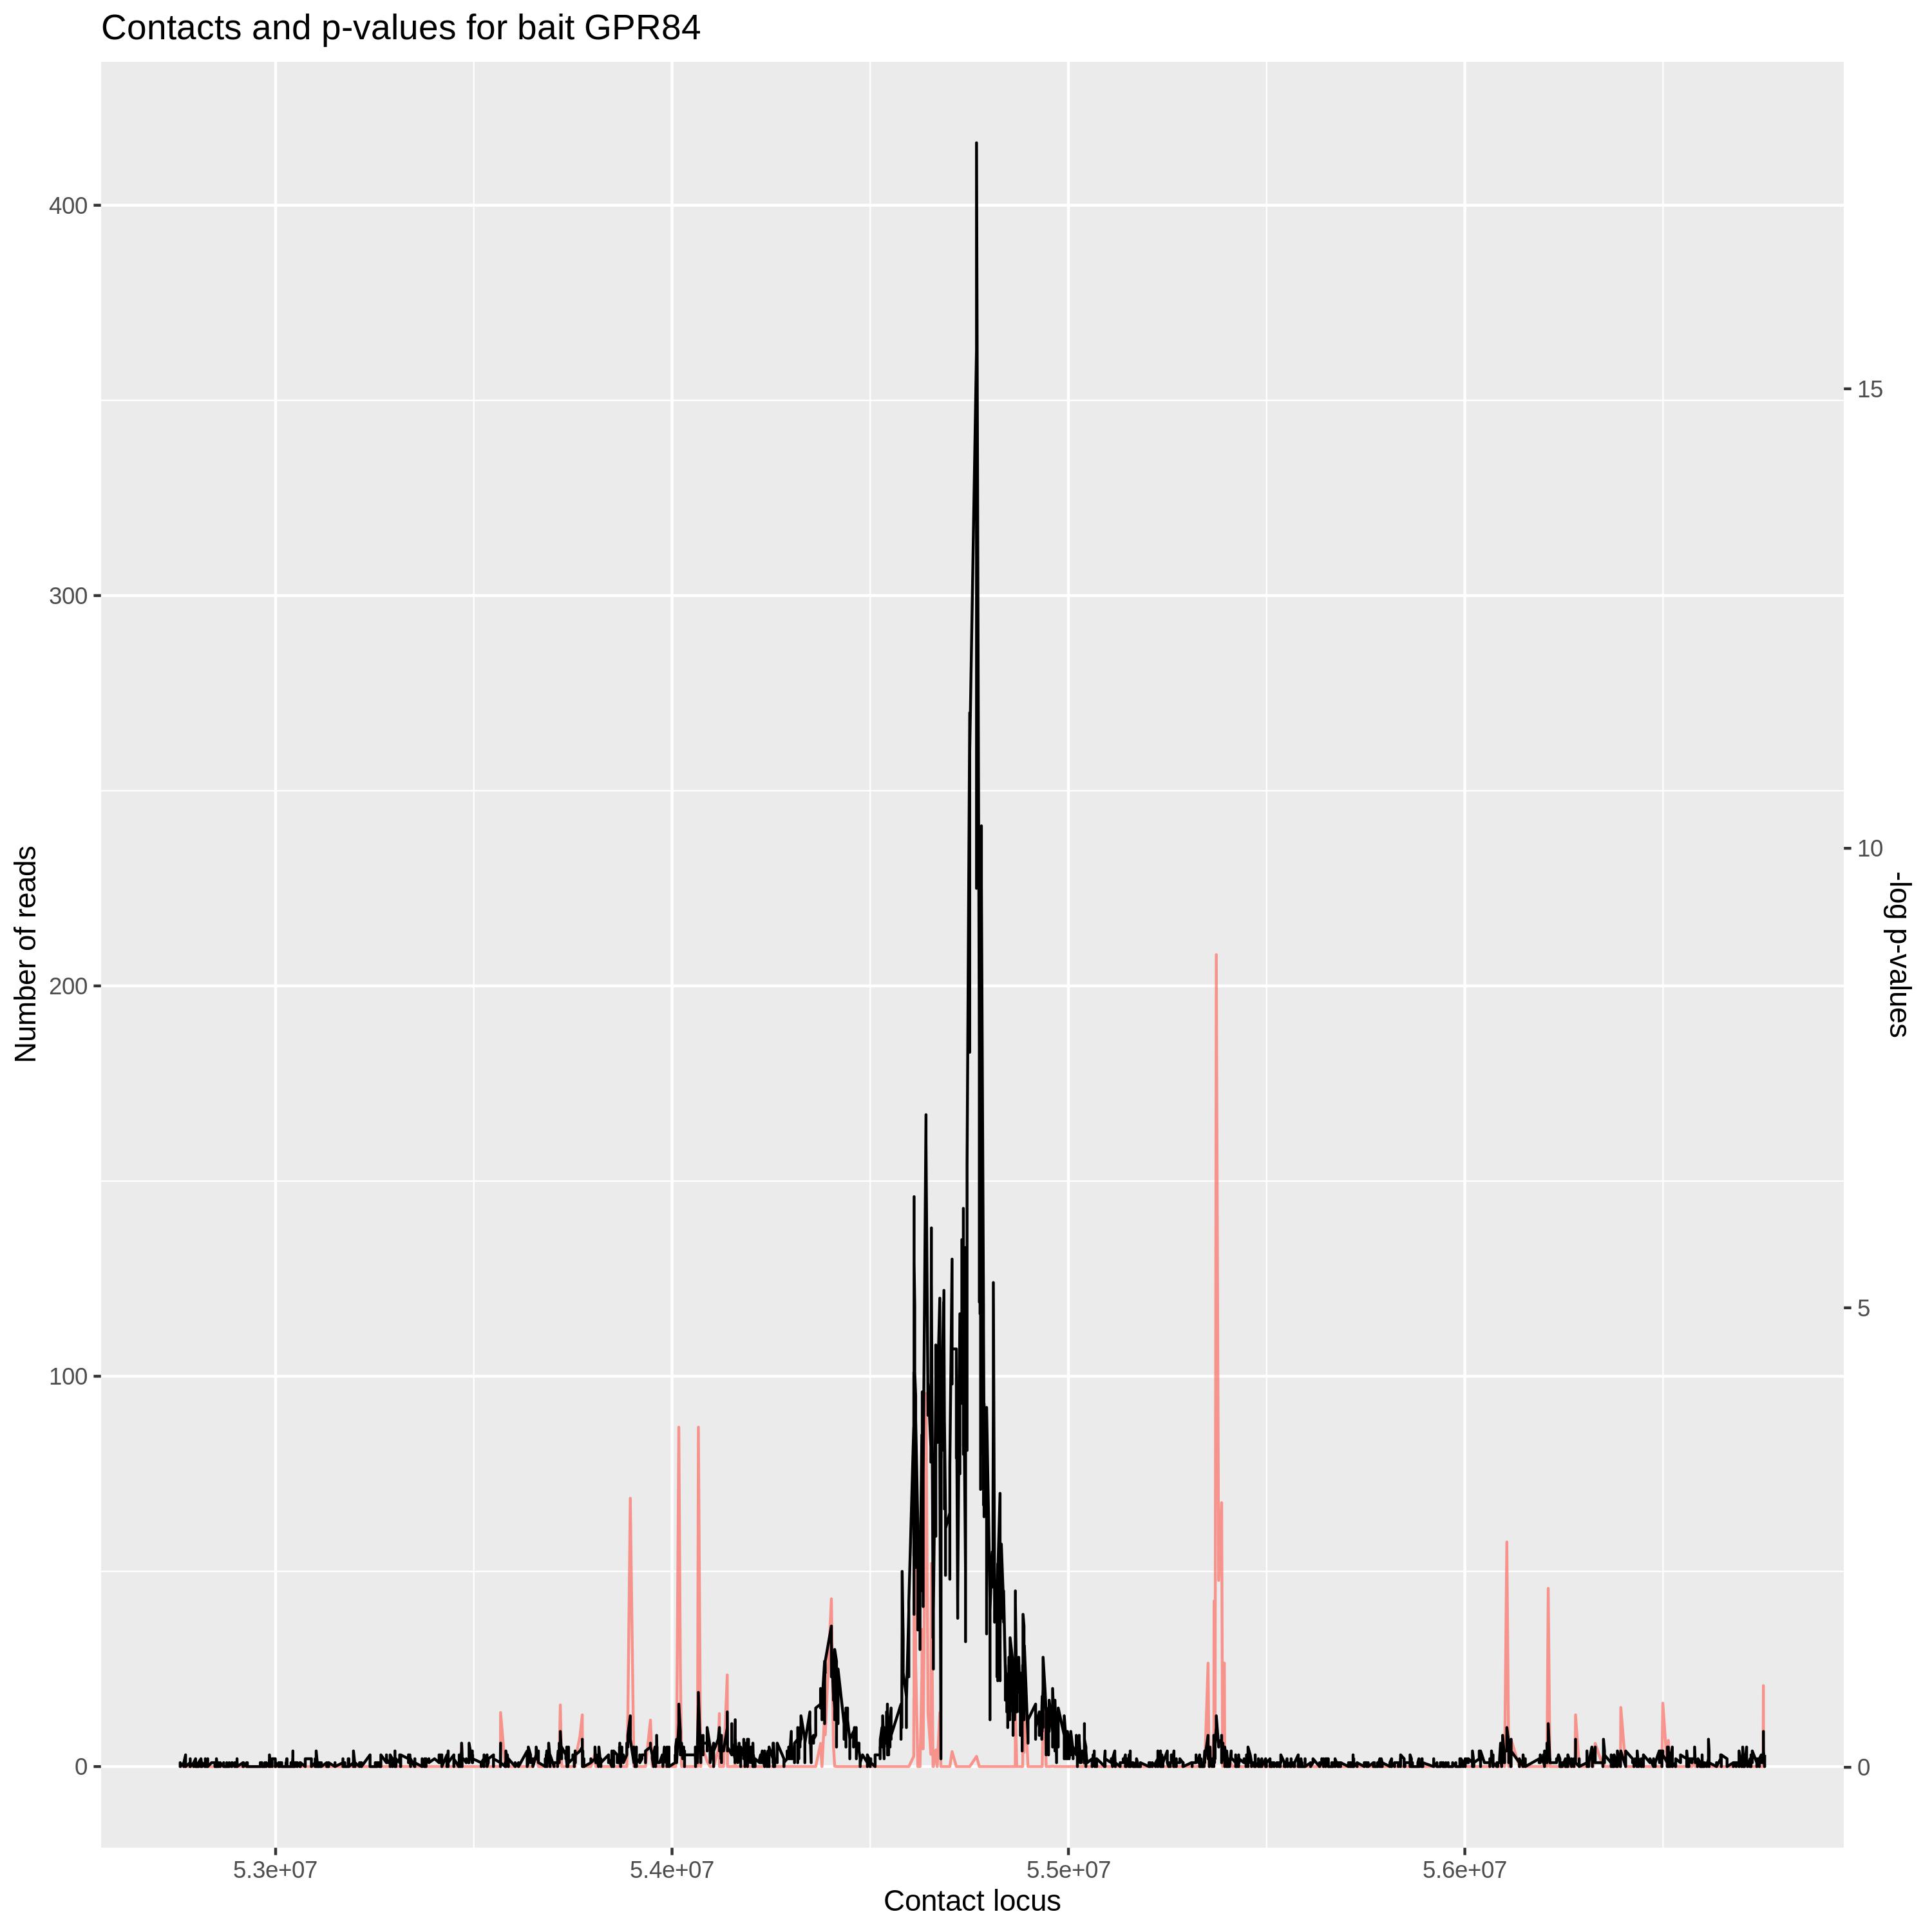 Contacts and p-values for bait GPR84
Number of reads
400
300
200
100
0
15
10
5
0
-log p-values
5.3e+07
5.4e+07
5.5e+07
5.6e+07
Contact locus